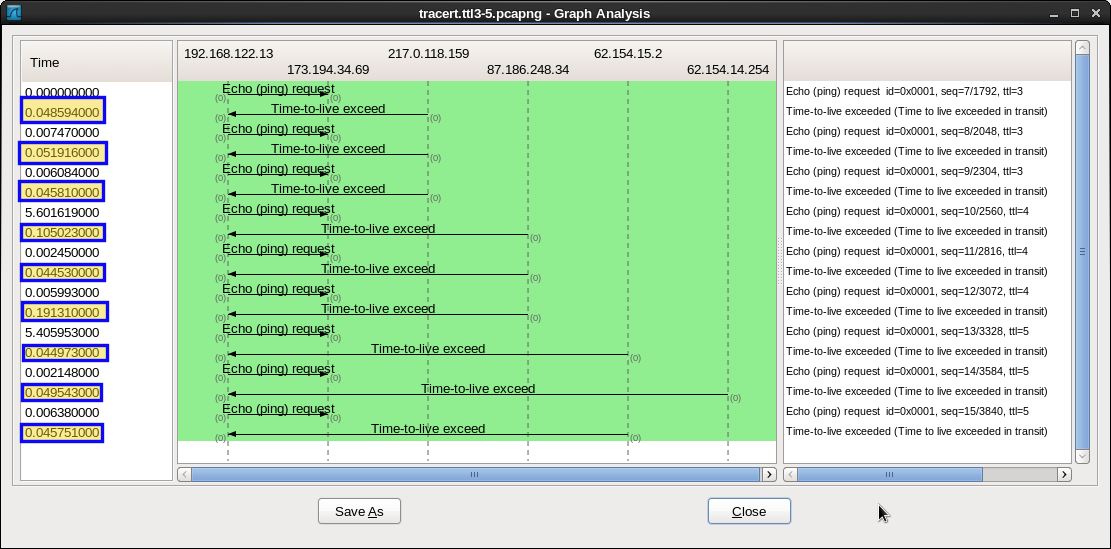 tracert.ttl3-5.pcapng - Graph Analysis
Time
192.168.122.13 217.0.118.159 62.154.15.2
173.194.34.69 87.186.248.34 62.154.14.254
0.000000000 Echo (ping) request (0) (0) Echo (ping) request id=0x0001, seq=7/1792, ttl=3
0.048594000 Time-to-live exceed (0) (0) Time-to-live exceeded (Time to live exceeded in transit)
0.007470000 Echo (ping) request (0) (0) Echo (ping) request id=0x0001, seq=8/2048, ttl=3
0.051916000 Time-to-live exceed (0) (0) Time-to-live exceeded (Time to live exceeded in transit)
0.006084000 Echo (ping) request (0) (0) Echo (ping) request id=0x0001, seq=9/2304, ttl=3
0.045810000 Time-to-live exceed (0) (0) Time-to-live exceeded (Time to live exceeded in transit)
5.601619000 Echo (ping) request (0) (0) Echo (ping) request id=0x0001, seq=10/2560, ttl=4
0.105023000 Time-to-live exceed (0) (0) Time-to-live exceeded (Time to live exceeded in transit)
0.002450000 Echo (ping) request (0) (0) Echo (ping) request id=0x0001, seq=11/2816, ttl=4
0.044530000 Time-to-live exceed (0) (0) Time-to-live exceeded (Time to live exceeded in transit)
0.005993000 Echo (ping) request (0) (0) Echo (ping) request id=0x0001, seq=12/3072, ttl=4
0.191310000 Time-to-live exceed (0) (0) Time-to-live exceeded (Time to live exceeded in transit)
5.405953000 Echo (ping) request (0) (0) Echo (ping) request id=0x0001, seq=13/3328, ttl=5
0.044973000 Time-to-live exceed (0) (0) Time-to-live exceeded (Time to live exceeded in transit)
0.002148000 Echo (ping) request (0) (0) Echo (ping) request id=0x0001, seq=14/3584, ttl=5
0.049543000 Time-to-live exceed (0) (0) Time-to-live exceeded (Time to live exceeded in transit)
0.006380000 Echo (ping) request (0) (0) Echo (ping) request id=0x0001, seq=15/3840, ttl=5
0.045751000 Time-to-live exceed (0) (0) Time-to-live exceeded (Time to live exceeded in transit)
Save As Close